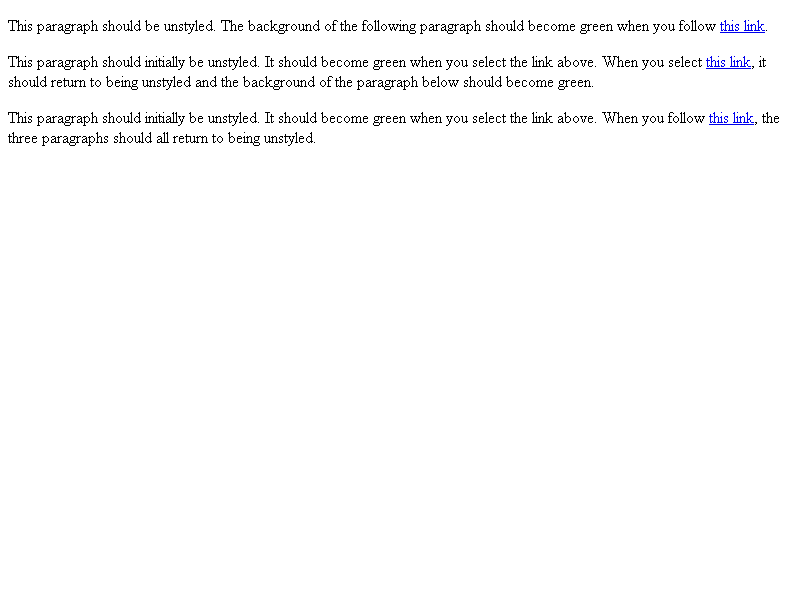 This paragraph should be unstyled. The background of the following paragraph should become green when you follow this link.
This paragraph should initially be unstyled. It should become green when you select the link above. When you select this link, it
should return to being unstyled and the background of the paragraph below should become green.
This paragraph should initially be unstyled. It should become green when you select the link above. When you follow this link, the
three paragraphs should all return to being unstyled.